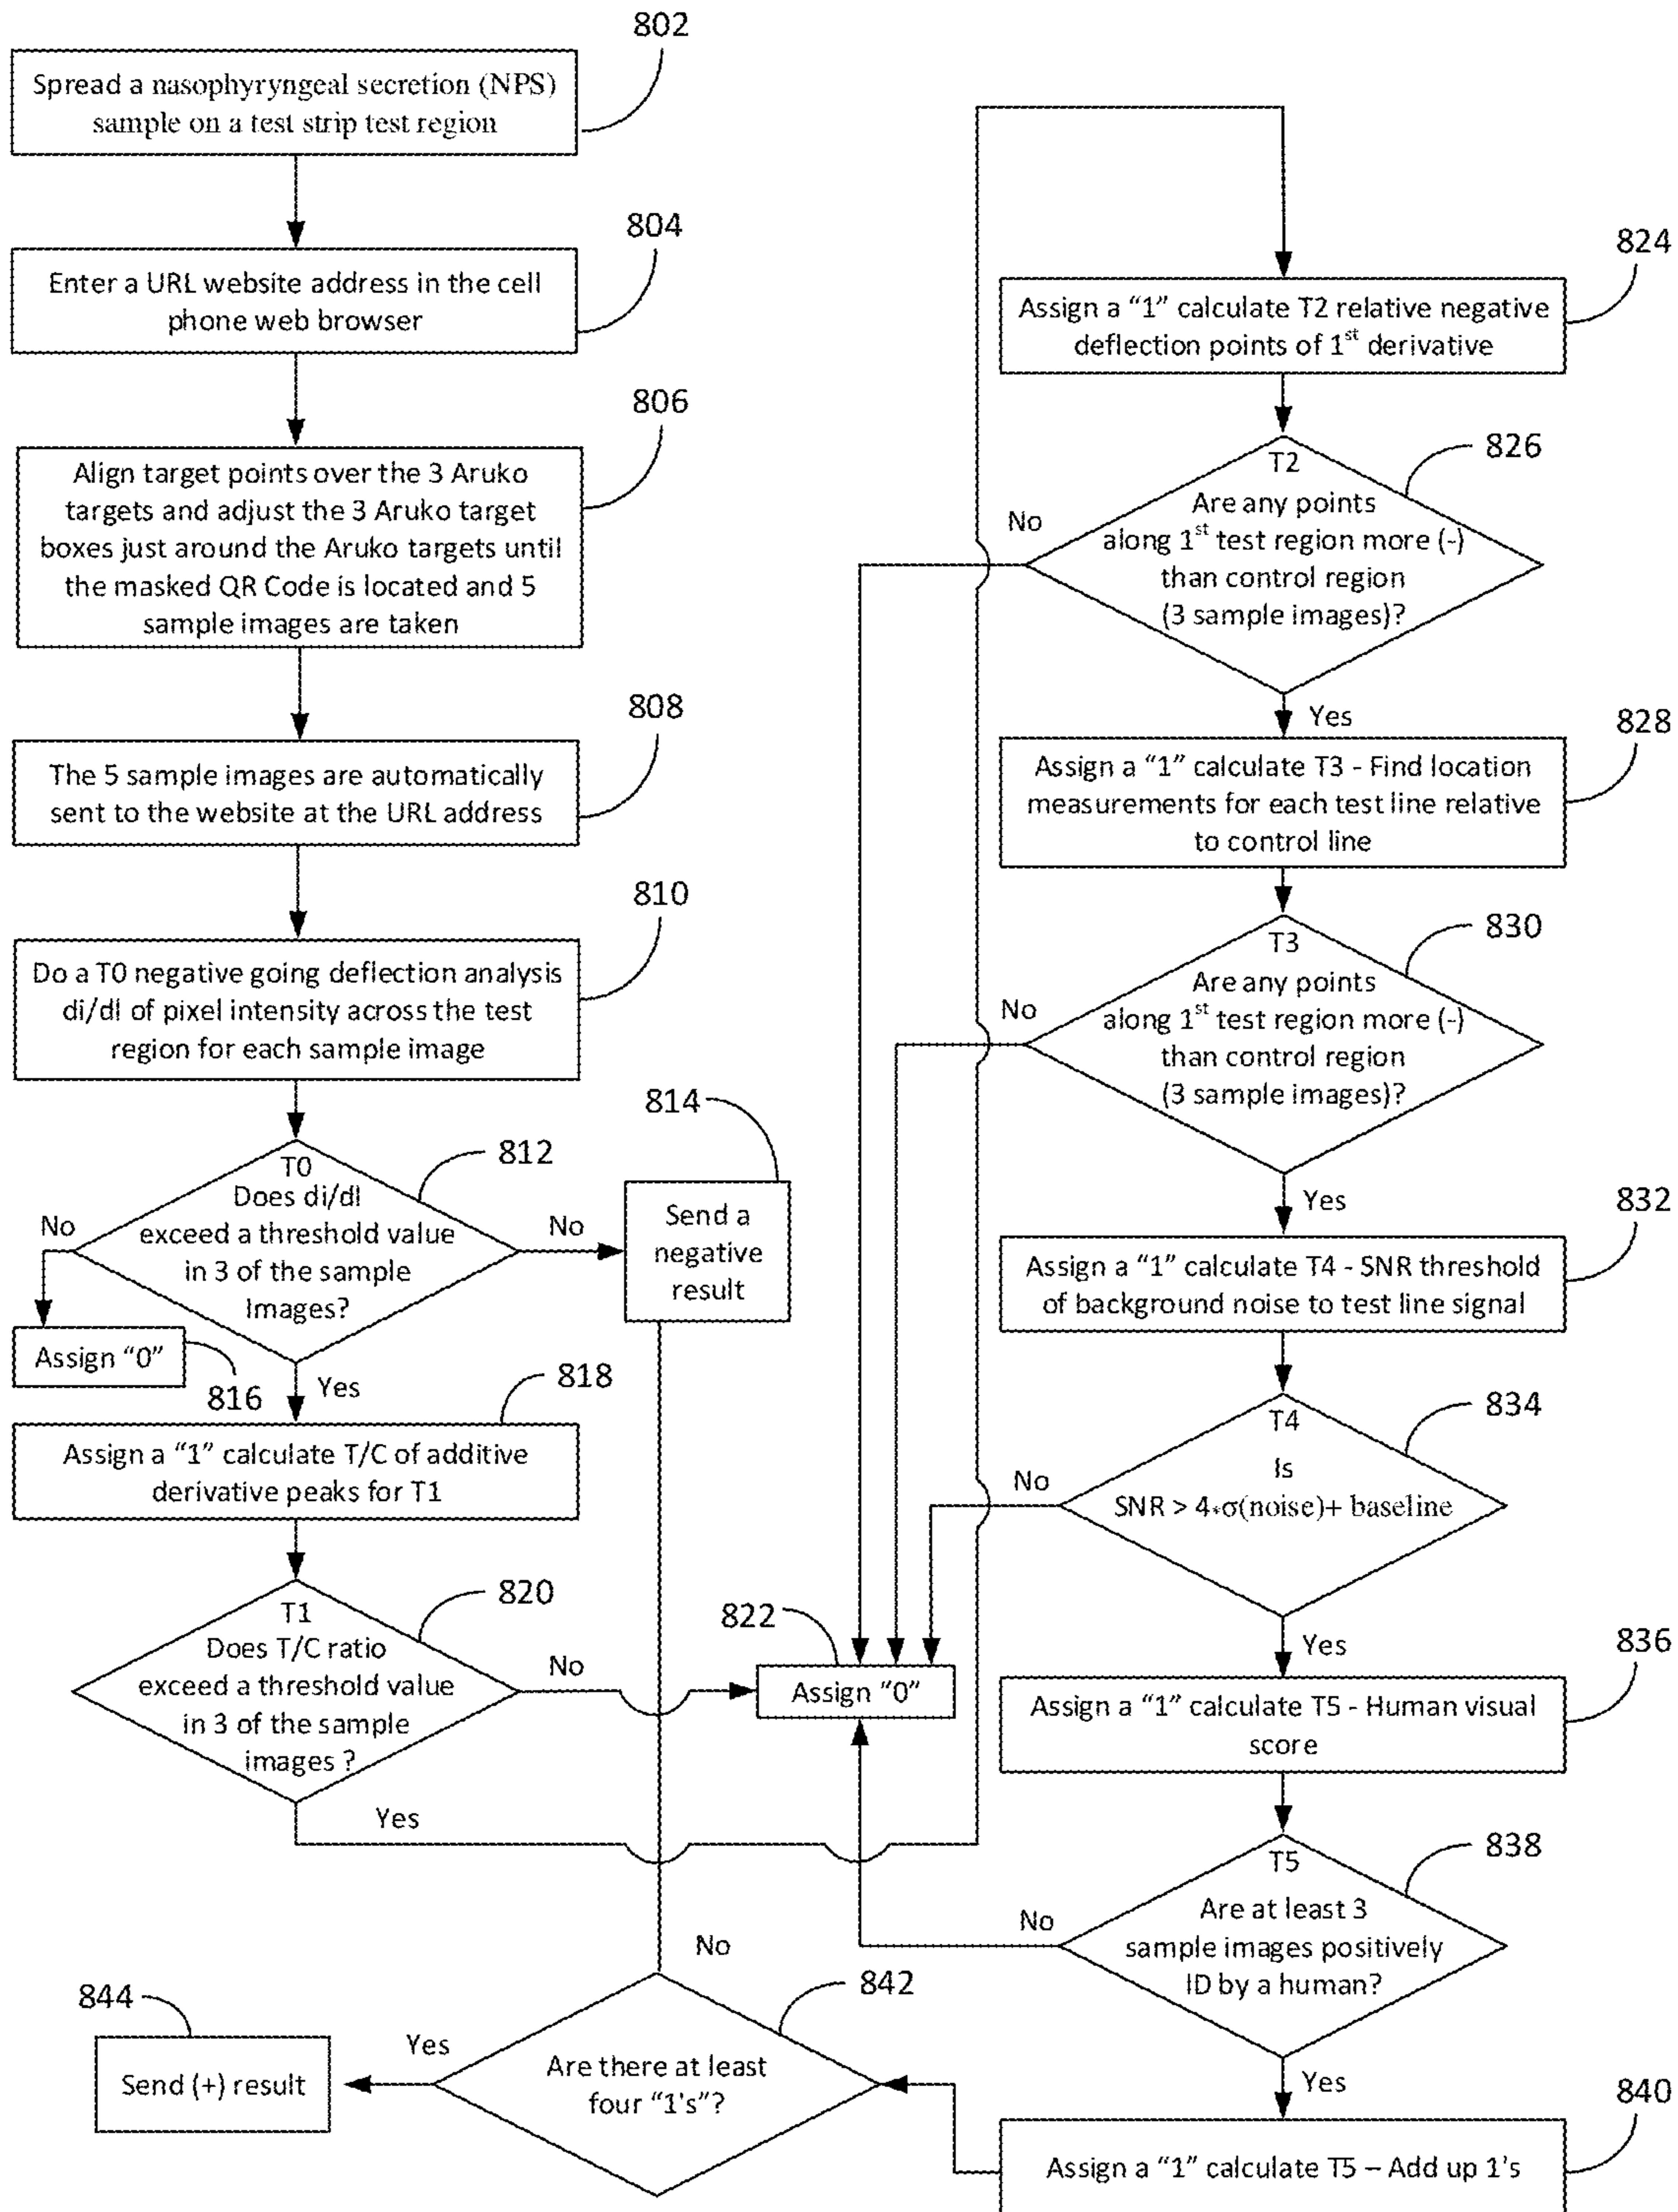 802
Spread a nasophyryngeal secretion (NPS)
sample on a test strip test region
804
Enter a URL website address in the cell
phone web browser
806
Align target points over the 3 Aruko
targets and adjust the 3 Aruko target
boxes just around the Aruko targets until
the masked QR Code is located and 5
sample images are taken
808
The 5 sample images are automatically
sent to the website at the URL address
810
Do a T0 negative going deflection analysis
di/dl of pixel intensity across the test
region for each sample image
812
T0
Does di/dl
exceed a threshold value
in 3 of the sample
Images?
No
No
814
Send a
negative
result
Assign “0”
816
Yes
818
Assign a “1” calculate T/C of additive
derivative peaks for T1
820
T1
Does T/C ratio
exceed a threshold value
in 3 of the sample
images ?
No
822
Assign “0”
Yes
824
Assign a “1” calculate T2 relative negative
deflection points of 1st derivative
826
T2
Are any points
along 1st test region more (-)
than control region
(3 sample images)?
No
Yes
828
Assign a “1” calculate T3 - Find location
measurements for each test line relative
to control line
830
T3
Are any points
along 1st test region more (-)
than control region
(3 sample images)?
No
Yes
832
Assign a “1” calculate T4 - SNR threshold
of background noise to test line signal
834
T4
Is
SNR > 4*σ(noise)+ baseline
No
Yes
836
Assign a “1” calculate T5 - Human visual
score
838
T5
Are at least 3
sample images positively
ID by a human?
No
Yes
840
Assign a “1” calculate T5 – Add up 1's
842
Are there at least
four “1's”?
No
Yes
844
Send (+) result